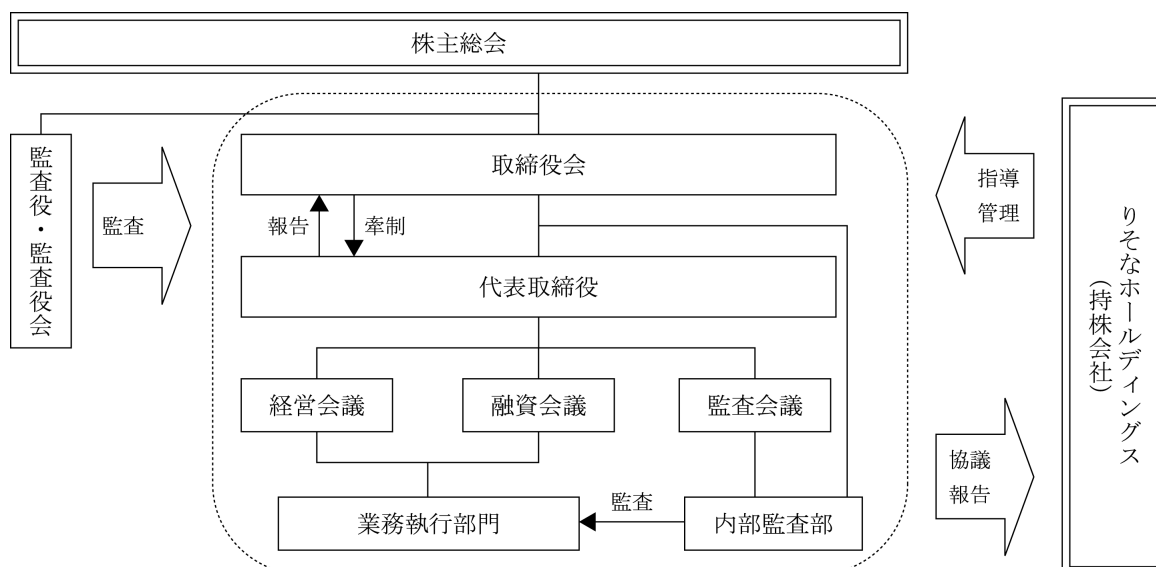 株主総会
取締役会
監査役・監査役会
監査
報告
牽制
指導
管理
代表取締役
りそなホールディングス
(持株会社)
経営会議
融資会議
監査会議
協議
報告
監査
業務執行部門
内部監査部